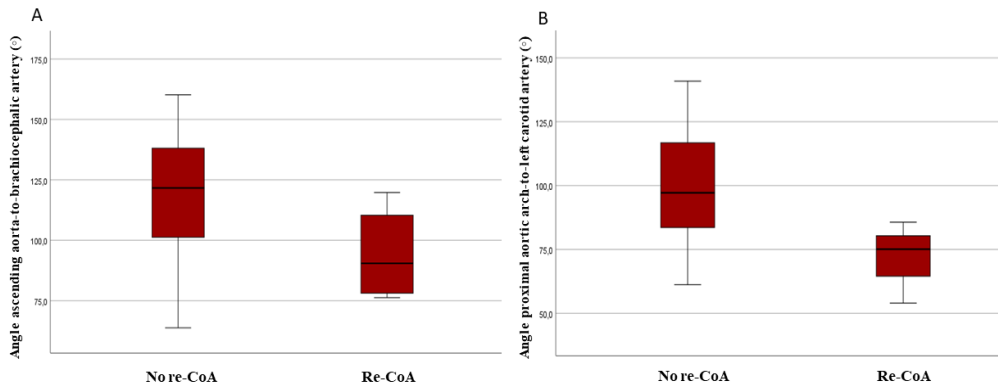 A
Angle ascending aorta-to-brachiocephalic artery (°)
175,0
150,0
125,0
100,0
75,0
No re-CoA
Re-CoA
B
Angle proximal aortic arch-to-left carotid artery (°)
150,0
125,0
100,0
75,0
50,0
No re-CoA
Re-CoA